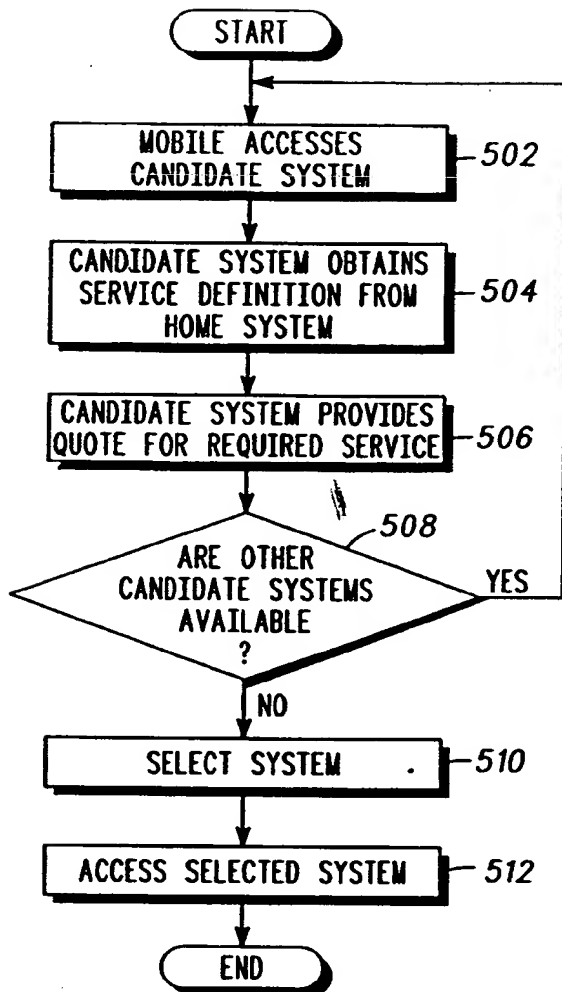 START
MOBILE ACCESSES
CANDIDATE SYSTEM
502
CANDIDATE SYSTEM OBTAINS
SERVICE DEFINITION FROM
HOME SYSTEM
504
CANDIDATE SYSTEM PROVIDES
QUOTE FOR REQUIRED SERVICE
506
508
ARE OTHER
CANDIDATE SYSTEMS
AVAILABLE
?
YES
NO
SELECT SYSTEM
510
ACCESS SELECTED SYSTEM
512
END